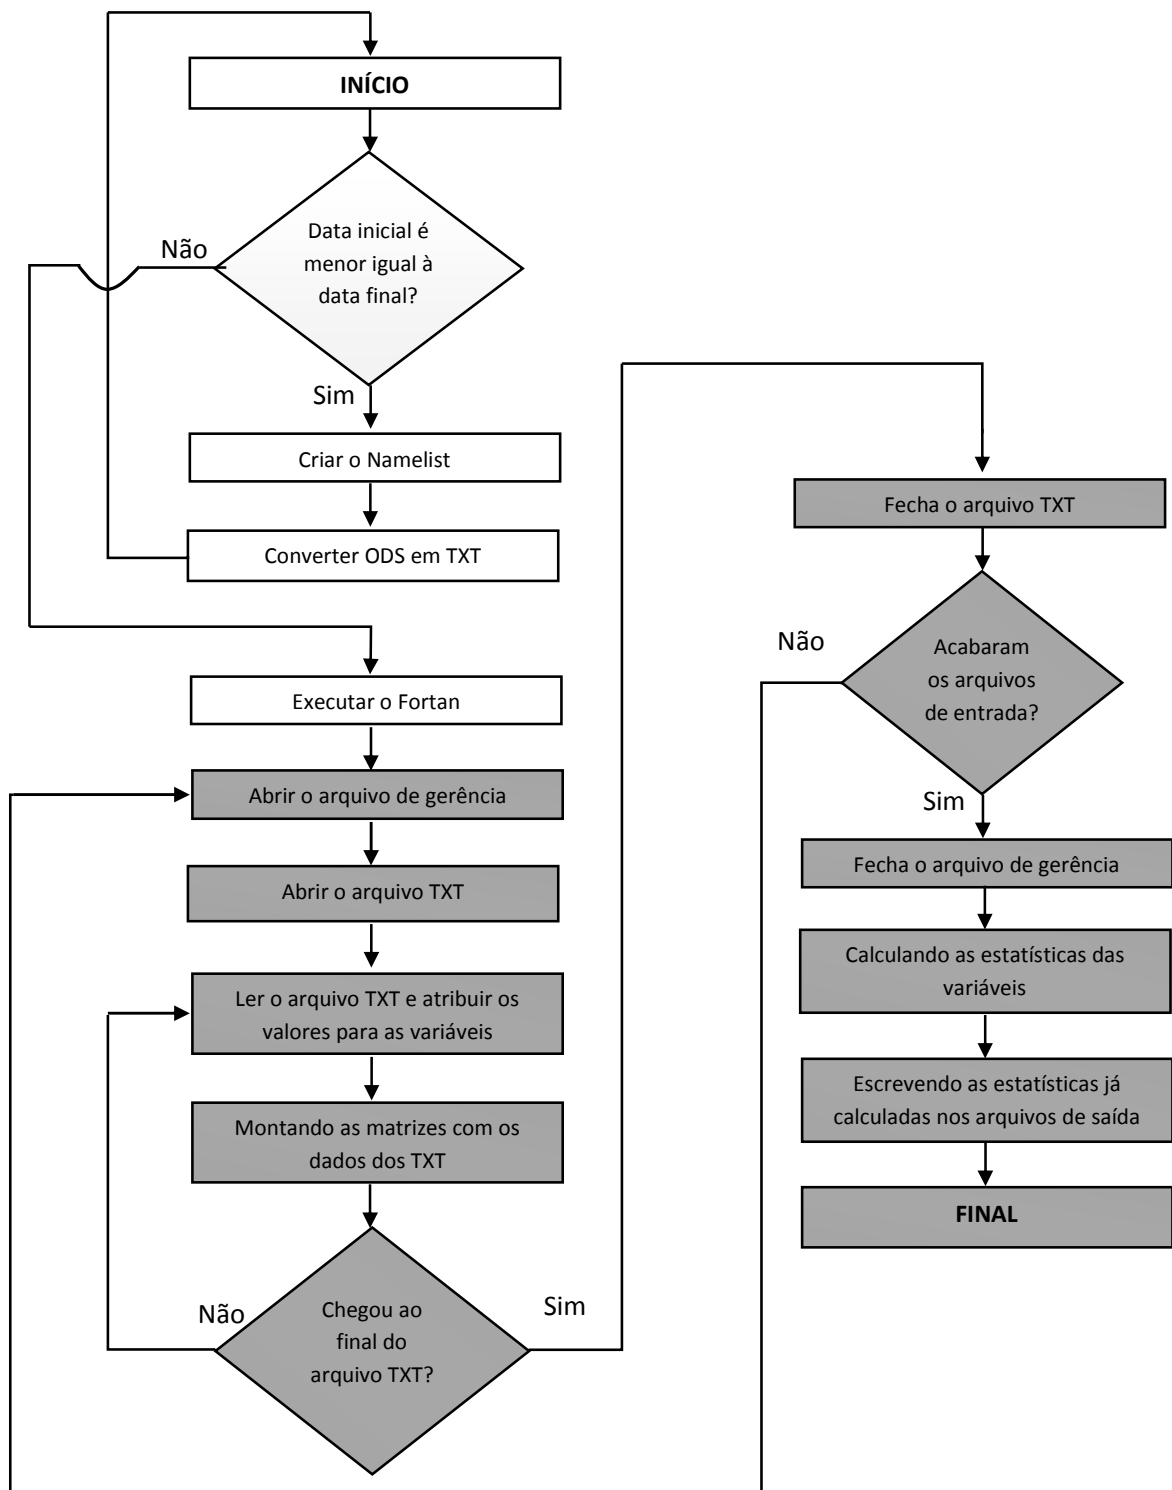 INÍCIO
Data inicial é
menor igual à
data final?
Não
Sim
Criar o Namelist
Converter ODS em TXT
Executar o Fortan
Abrir o arquivo de gerência
Abrir o arquivo TXT
Ler o arquivo TXT e atribuir os
valores para as variáveis
Montando as matrizes com os
dados dos TXT
Chegou ao
final do
arquivo TXT?
Não
Sim
Fecha o arquivo TXT
Acabaram
os arquivos
de entrada?
Não
Sim
Fecha o arquivo de gerência
Calculando as estatísticas das
variáveis
Escrevendo as estatísticas já
calculadas nos arquivos de saída
FINAL